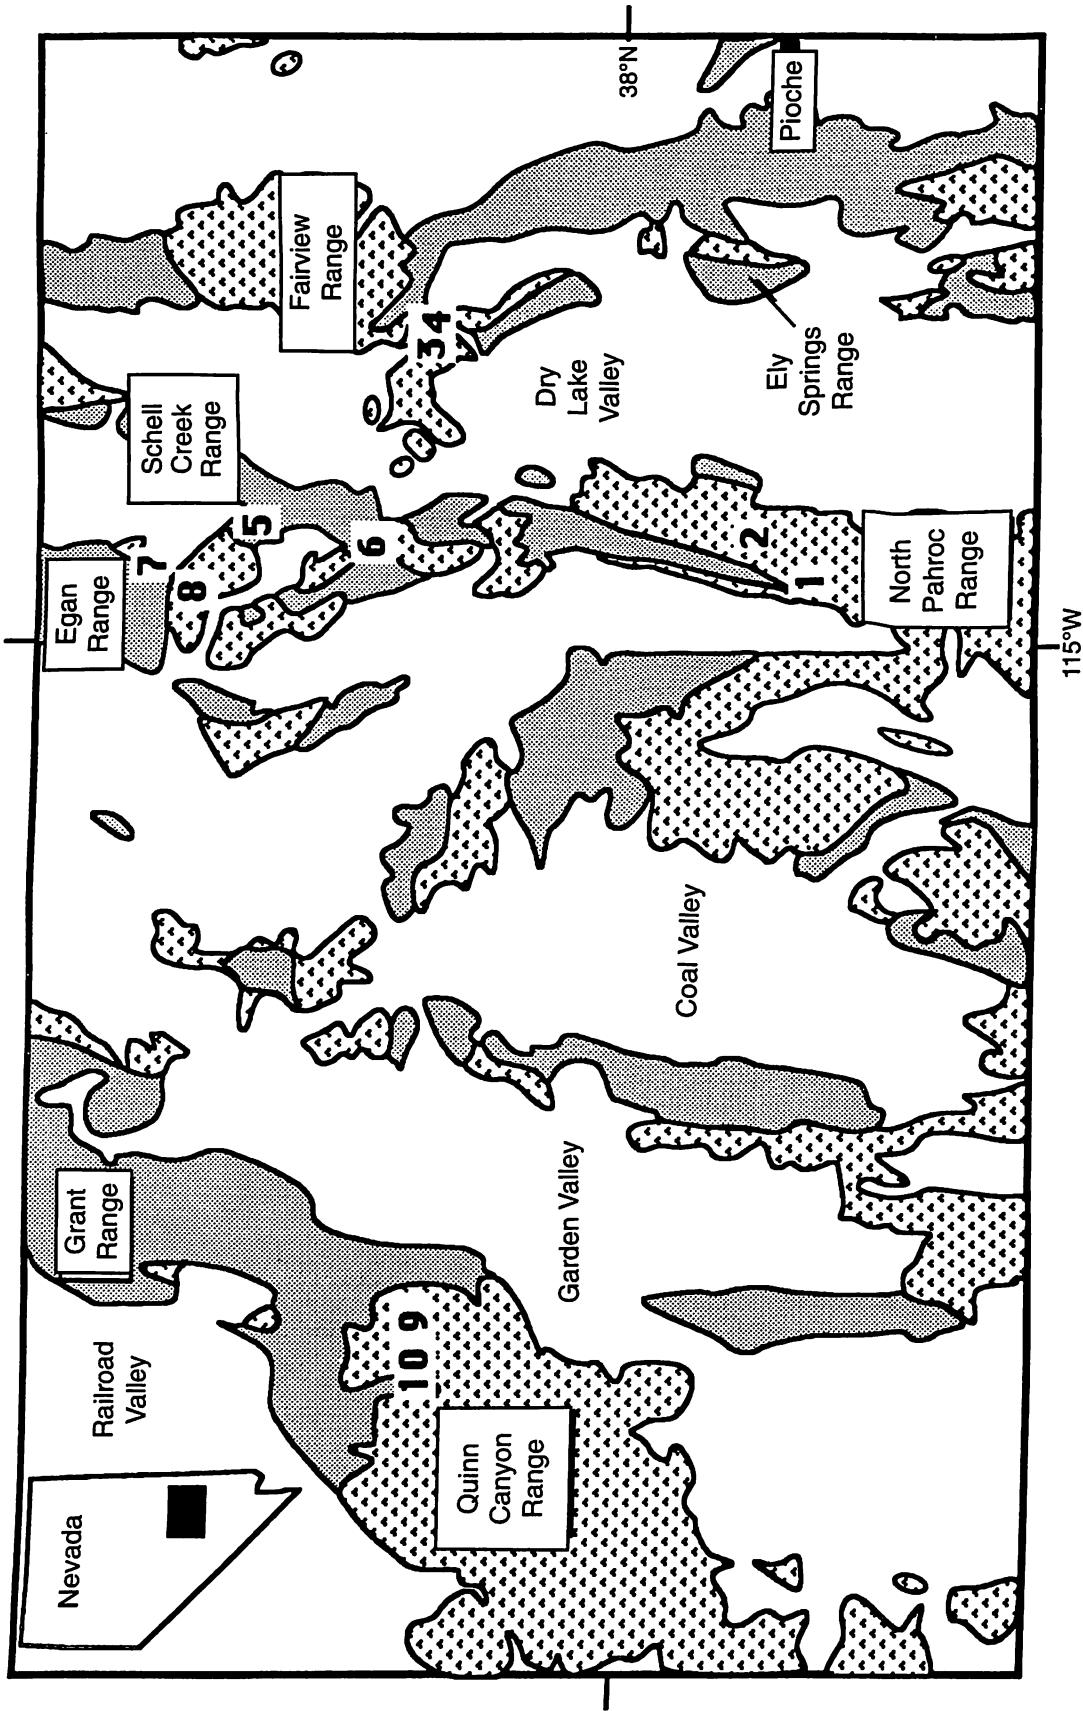 Nevada
Railroad
Valley
Grant
Range
Egan
Range
Schell
Creek
Range
Fairview
Range
7
8
5
6
3
4
10
9
Quinn
Canyon
Range
Garden Valley
Coal Valley
Dry
Lake
Valley
38°N
Pioche
Ely
Springs
Range
2
1
North
Pahroc
Range
115°W